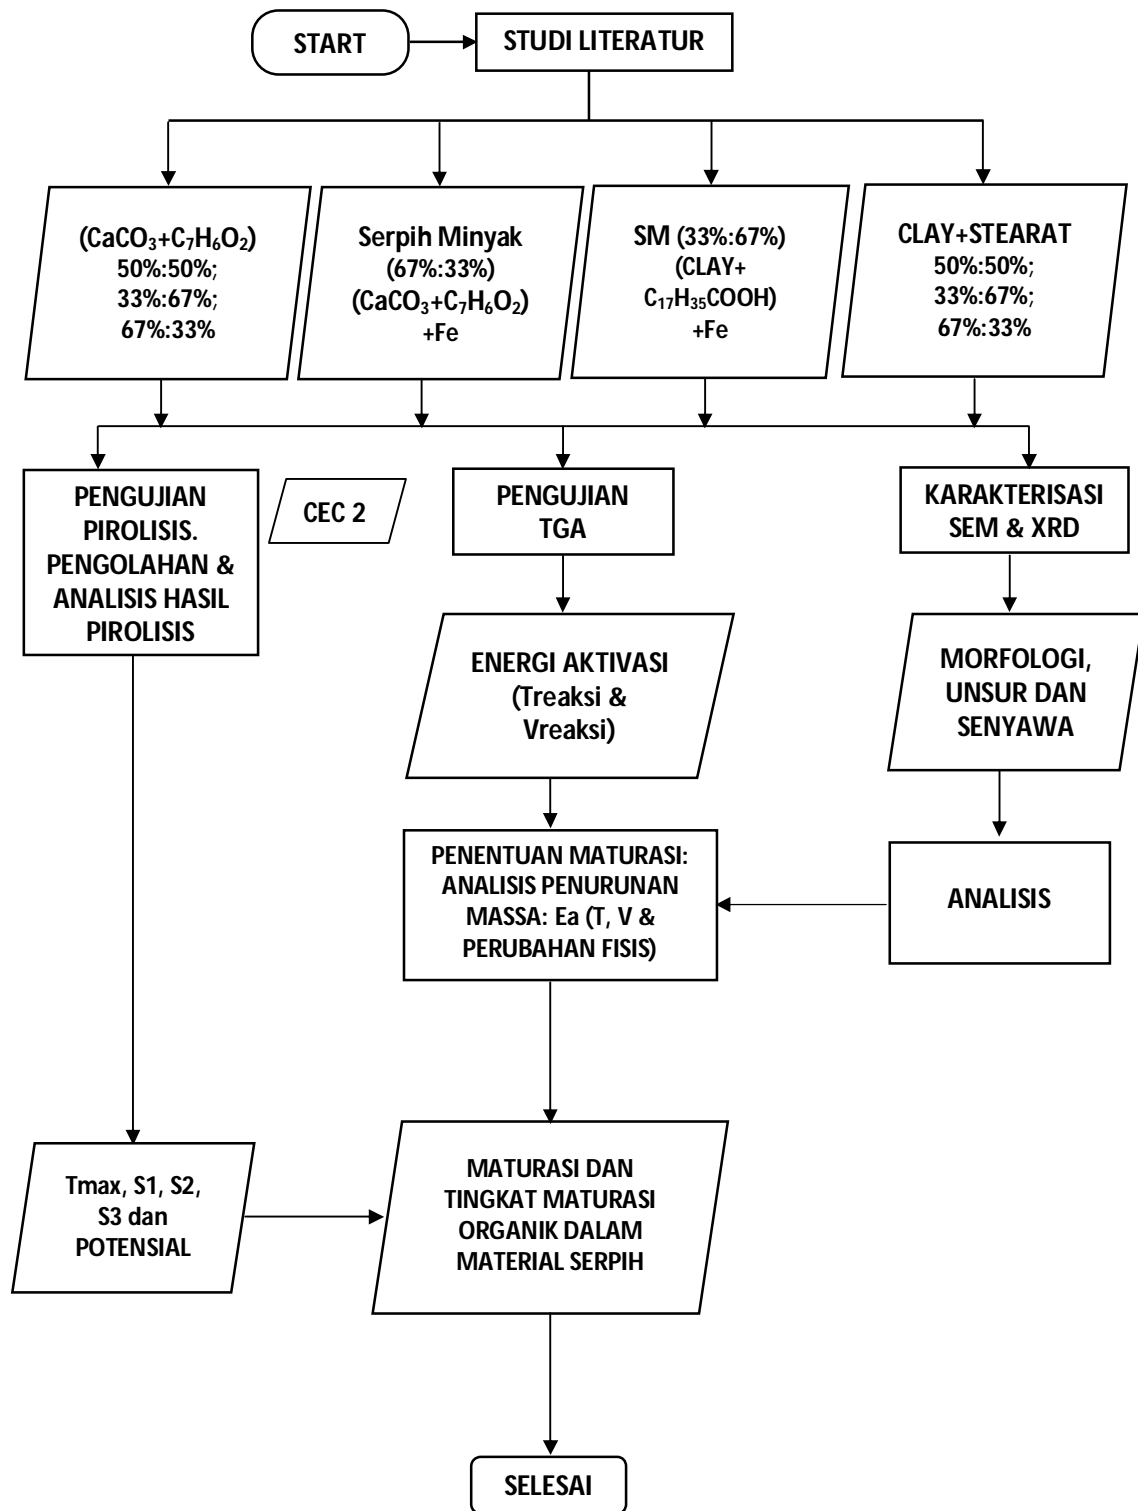 START
STUDI LITERATUR
(CaCO₃+C₇H₆O₂)
50%:50%;
33%:67%;
67%:33%
Serpih Minyak
(67%:33%)
(CaCO₃+C₇H₆O₂)
+Fe
SM (33%:67%)
(CLAY+
C₁₇H₃₅COOH)
+Fe
CLAY+STEARAT
50%:50%;
33%:67%;
67%:33%
PENGUJIAN
PIROLISIS.
PENGOLAHAN &
ANALISIS HASIL
PIROLISIS
CEC 2
PENGUJIAN
TGA
KARAKTERISASI
SEM & XRD
ENERGI AKTIVASI
(Treaksi &
Vreaksi)
MORFOLOGI,
UNSUR DAN
SENYAWA
PENENTUAN MATURASI:
ANALISIS PENURUNAN
MASSA: Ea (T, V &
PERUBAHAN FISIS)
ANALISIS
Tmax, S1, S2,
S3 dan
POTENSIAL
MATURASI DAN
TINGKAT MATURASI
ORGANIK DALAM
MATERIAL SERPIH
SELESAI